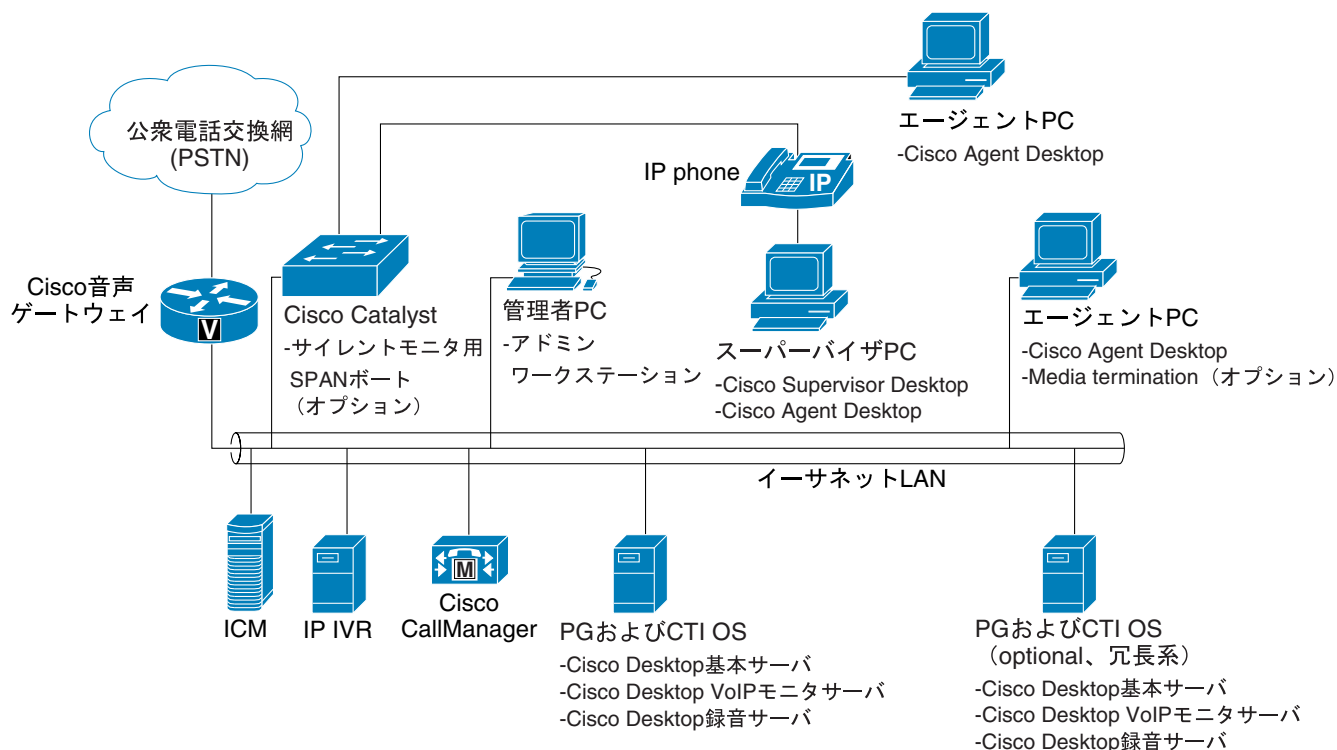 公衆電話交換網
(PSTN)
エージェントPC
-Cisco Agent Desktop
IP phone
IP
Cisco音声
ゲートウェイ
V
Cisco Catalyst
-サイレントモニタ用
SPANポート
（オプション）
管理者PC
-アドミン
ワークステーション
スーパーバイザPC
-Cisco Supervisor Desktop
-Cisco Agent Desktop
エージェントPC
-Cisco Agent Desktop
-Media termination（オプション）
イーサネットLAN
ICM
IP IVR
M
Cisco
CallManager
PGおよびCTI OS
-Cisco Desktop基本サーバ
-Cisco Desktop VoIPモニタサーバ
-Cisco Desktop録音サーバ
PGおよびCTI OS
（optional、冗長系）
-Cisco Desktop基本サーバ
-Cisco Desktop VoIPモニタサーバ
-Cisco Desktop録音サーバ